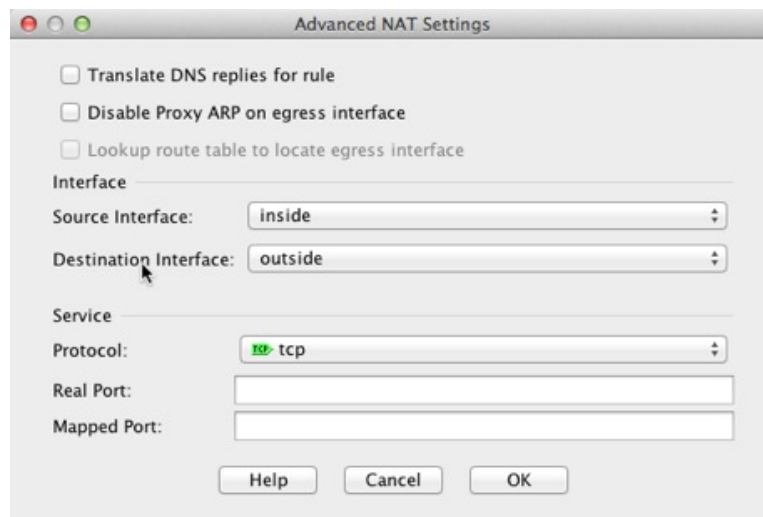 Advanced NAT Settings
Translate DNS replies for rule
Disable Proxy ARP on egress interface
Lookup route table to locate egress interface
Interface
Source Interface: inside
Destination Interface: outside
Service
Protocol: TCP tcp
Real Port:
Mapped Port:
Help Cancel OK